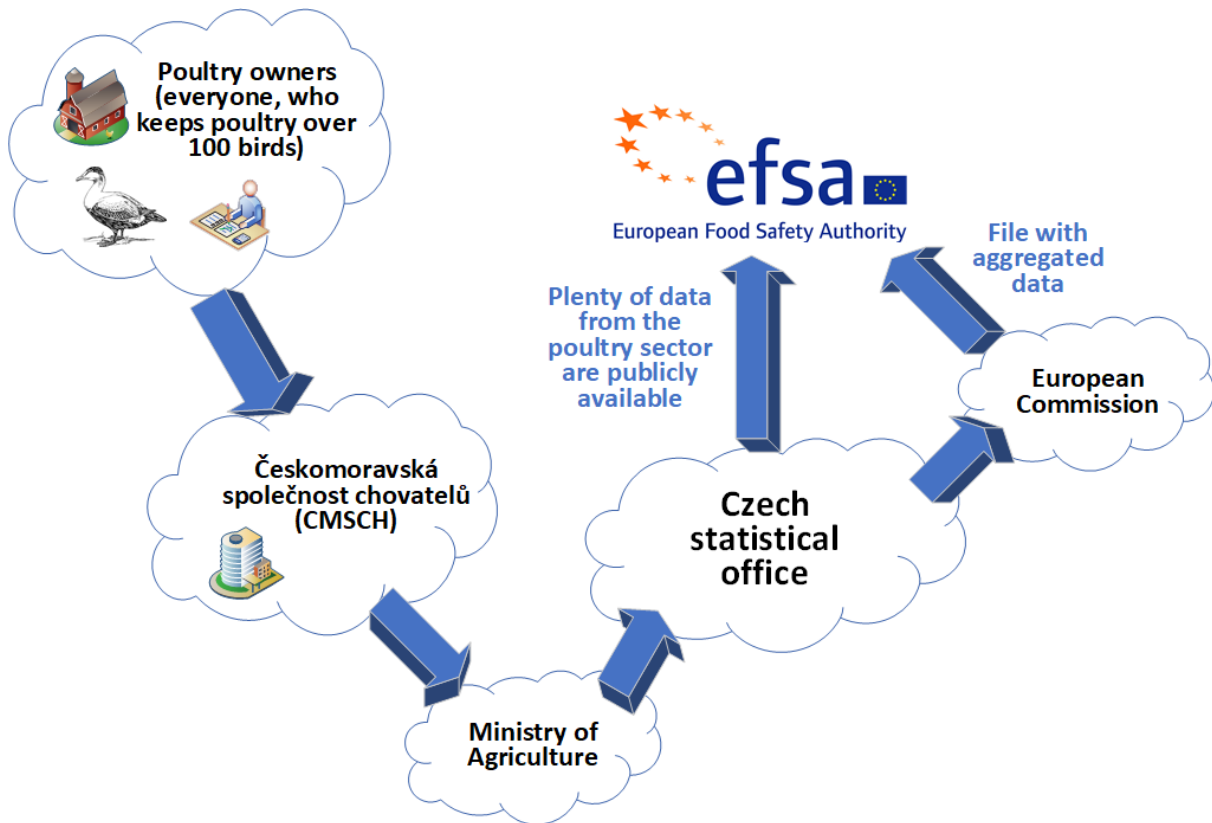 Poultry owners
(everyone, who
keeps poultry over
100 birds)
efsa
European Food Safety Authority
File with
aggregated
data
Plenty of data
from the
poultry sector
are publicly
available
European
Commission
Českomoravská
společnost chovatelů
(CMSCH)
Czech
statistical
office
Ministry of
Agriculture